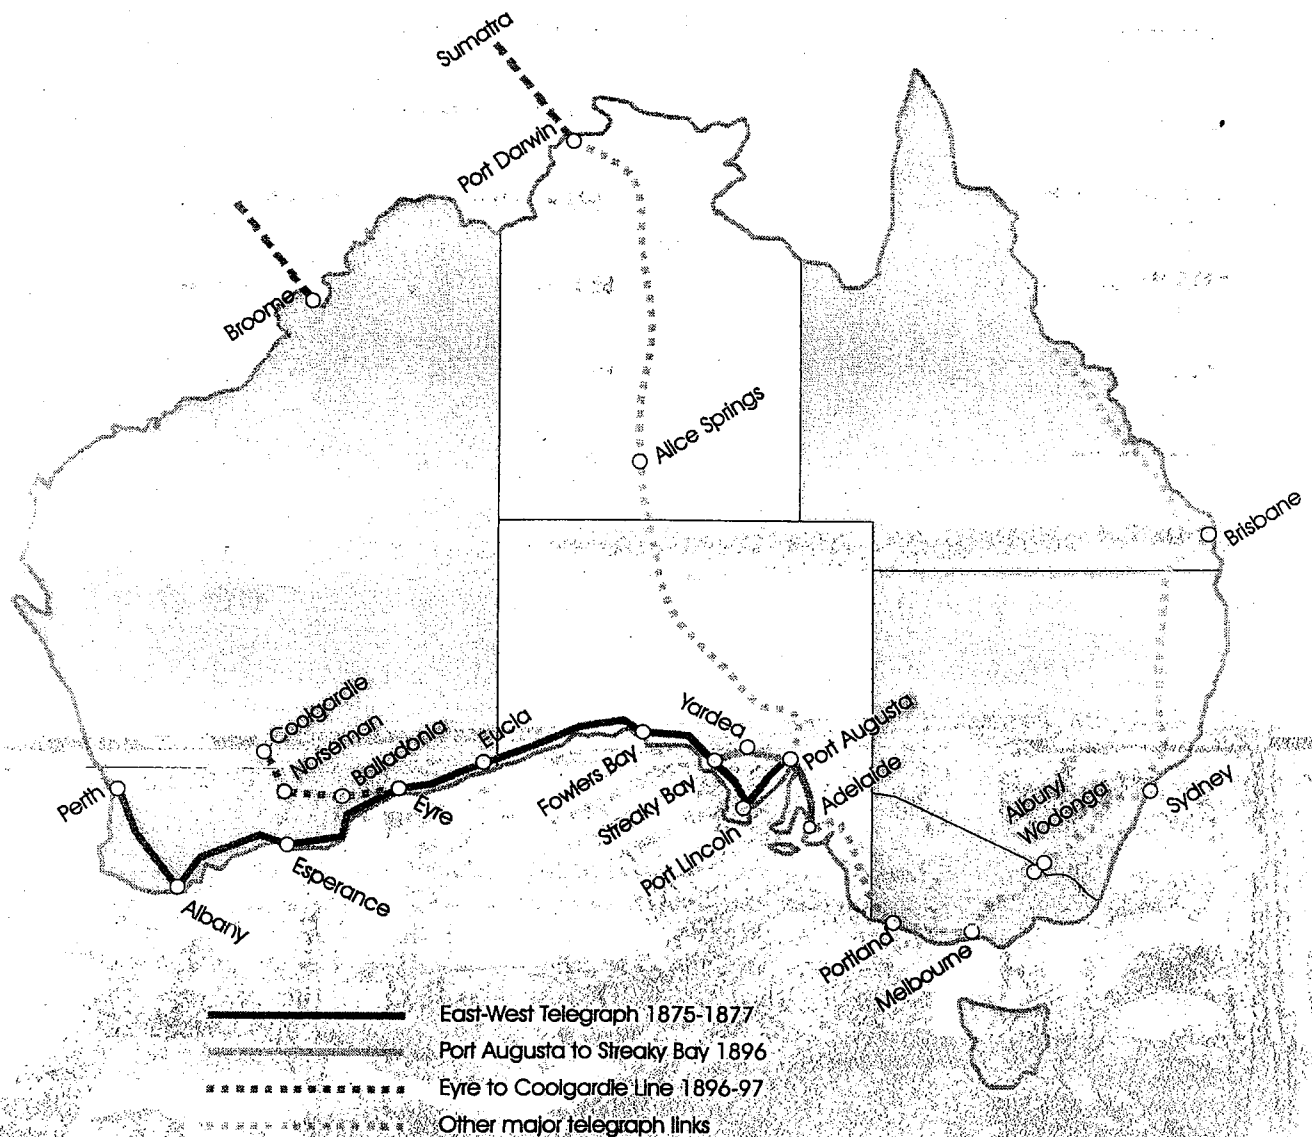 Sumatra
Port Darwin
Broome
Alice Springs
Brisbane
Coolgardie
Norseman
Balladonia
Eucla
Yardea
Port Augusta
Perth
Eyre
Fowlers Bay
Streaky Bay
Port Lincoln
Adelaide
Albury/
Wodonga
Sydney
Esperance
Albany
Portland
Melbourne
East-West Telegraph 1875-1877
Port Augusta to Streaky Bay 1896
Eyre to Coolgardie Line 1896-97
Other major telegraph links